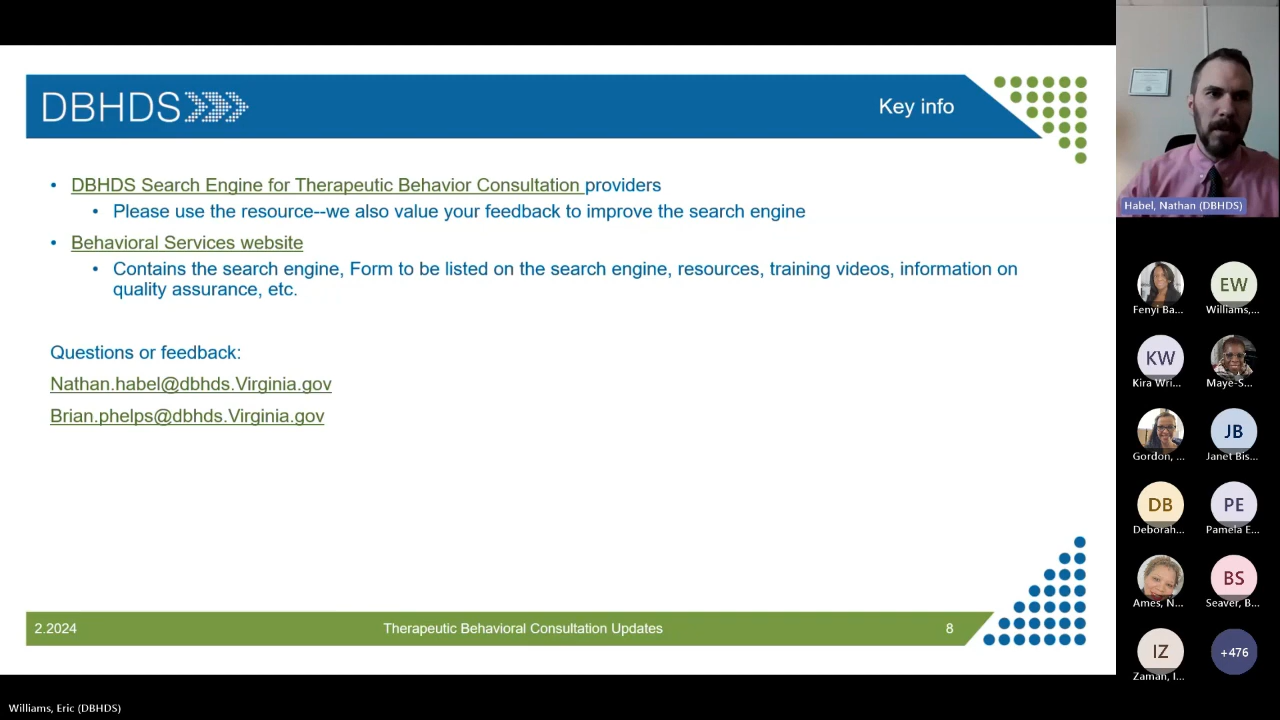 DBHDS
Key info
• DBHDS Search Engine for Therapeutic Behavior Consultation providers
• Please use the resource--we also value your feedback to improve the search engine
• Behavioral Services website
• Contains the search engine, Form to be listed on the search engine, resources, training videos, information on
quality assurance, etc.
Questions or feedback:
Nathan.habel@dbhds.Virginia.gov
Brian.phelps@dbhds.Virginia.gov
2.2024
Therapeutic Behavioral Consultation Updates
8
Habel, Nathan (DBHDS)
Fenyi Ba...
EW
Williams,...
KW
Kira Wri...
Maye-S...
Gordon, ...
JB
Janet Bis...
DB
Deborah...
PE
Pamela E...
Ames, N...
BS
Seaver, B...
IZ
Zaman, I...
+476
Williams, Eric (DBHDS)